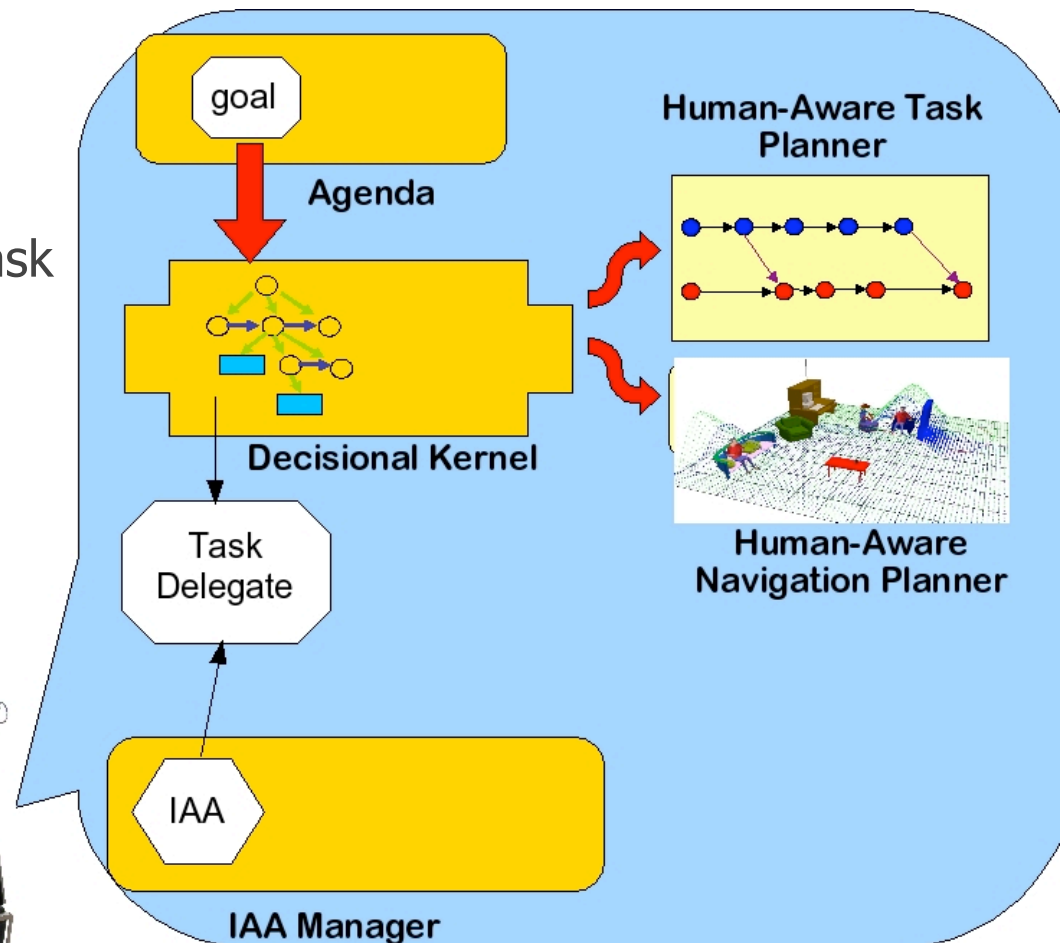 goal
Agenda
Human-Aware Task
Planner
Decisional Kernel
Human-Aware
Navigation Planner
Task
Delegate
IAA
IAA Manager